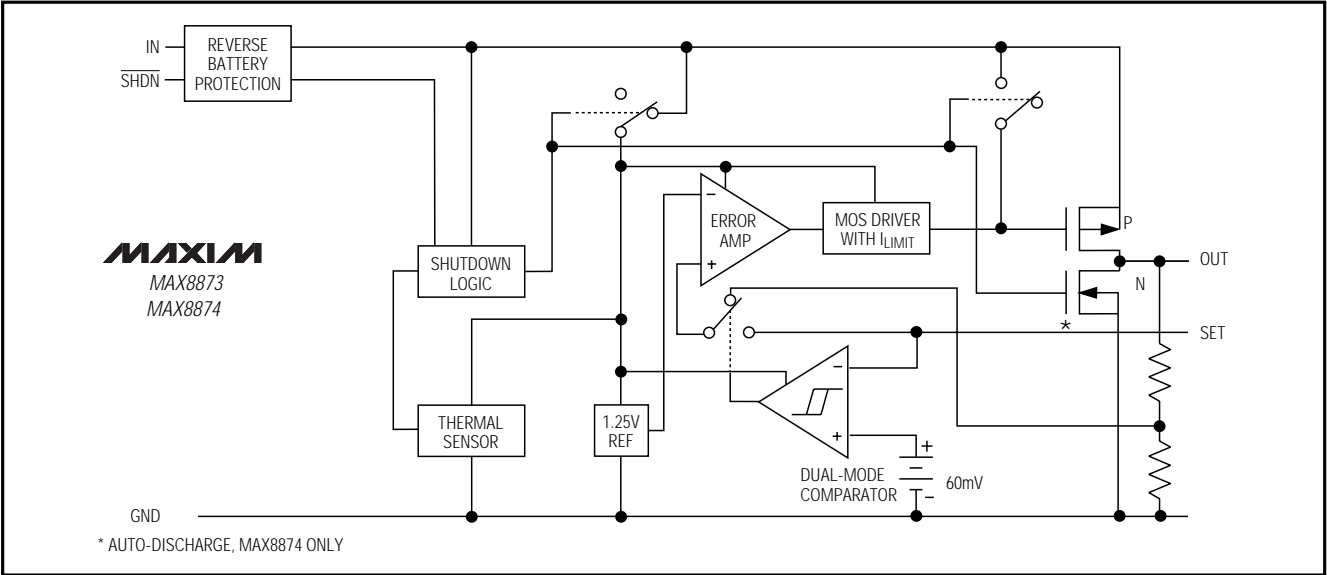 IN
SHDN
REVERSE
BATTERY
PROTECTION
MAXIM
MAX8873
MAX8874
SHUTDOWN
LOGIC
THERMAL
SENSOR
1.25V
REF
−
ERROR
AMP
+
MOS DRIVER
WITH ILIMIT
P
OUT
N
*
SET
−
+
DUAL-MODE
COMPARATOR
+
60mV
−
GND
* AUTO-DISCHARGE, MAX8874 ONLY